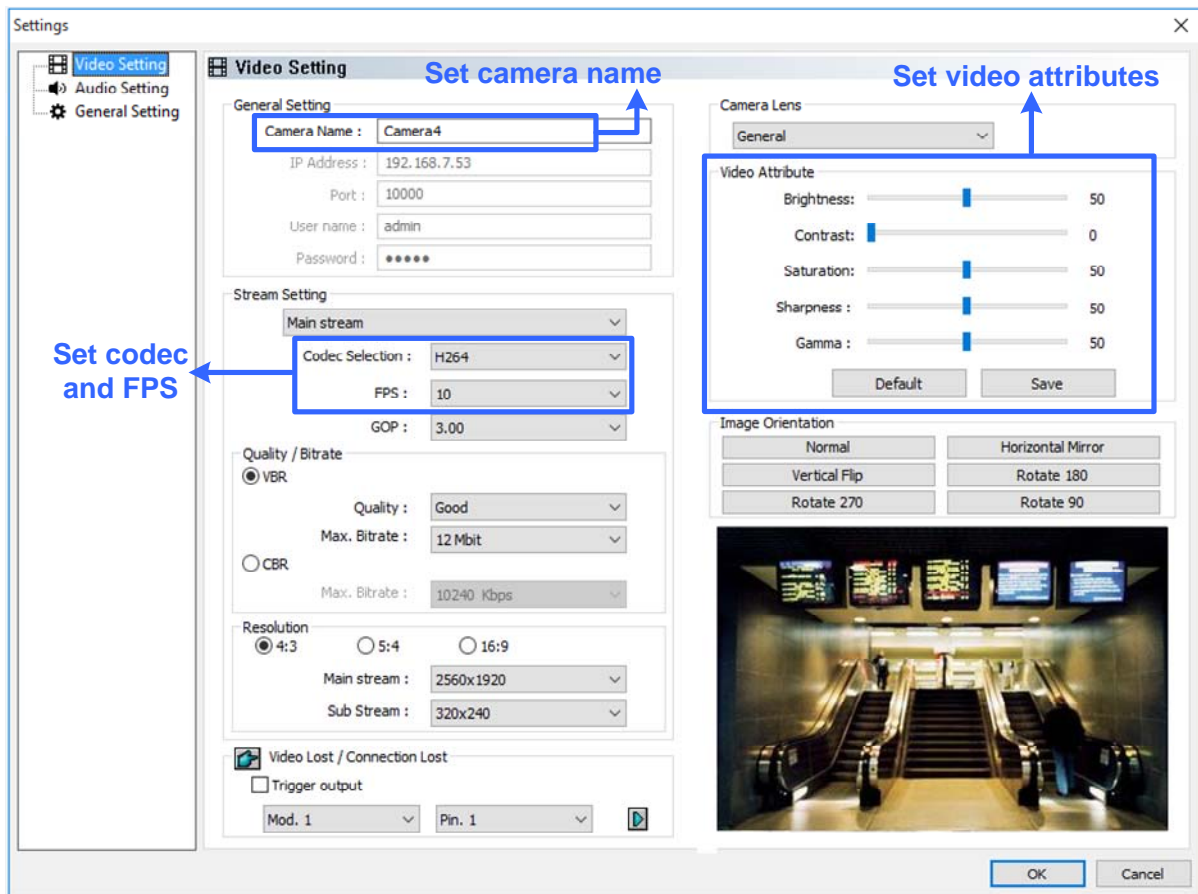 Settings
Video Setting
Audio Setting
General Setting
Video Setting
Set camera name
Set video attributes
General Setting
Camera Name : Camera4
IP Address : 192.168.7.53
Port : 10000
User name : admin
Password : •••••
Stream Setting
Main stream
Set codec
and FPS
Codec Selection : H264
FPS : 10
GOP : 3.00
Quality / Bitrate
VBR
Quality : Good
Max. Bitrate : 12 Mbit
CBR
Max. Bitrate : 10240 Kbps
Resolution
4:3 5:4 16:9
Main stream : 2560x1920
Sub Stream : 320x240
Video Lost / Connection Lost
Trigger output
Mod. 1 Pin. 1
Camera Lens
General
Video Attribute
Brightness: 50
Contrast: 0
Saturation: 50
Sharpness : 50
Gamma : 50
Default Save
Image Orientation
Normal Horizontal Mirror
Vertical Flip Rotate 180
Rotate 270 Rotate 90
OK Cancel